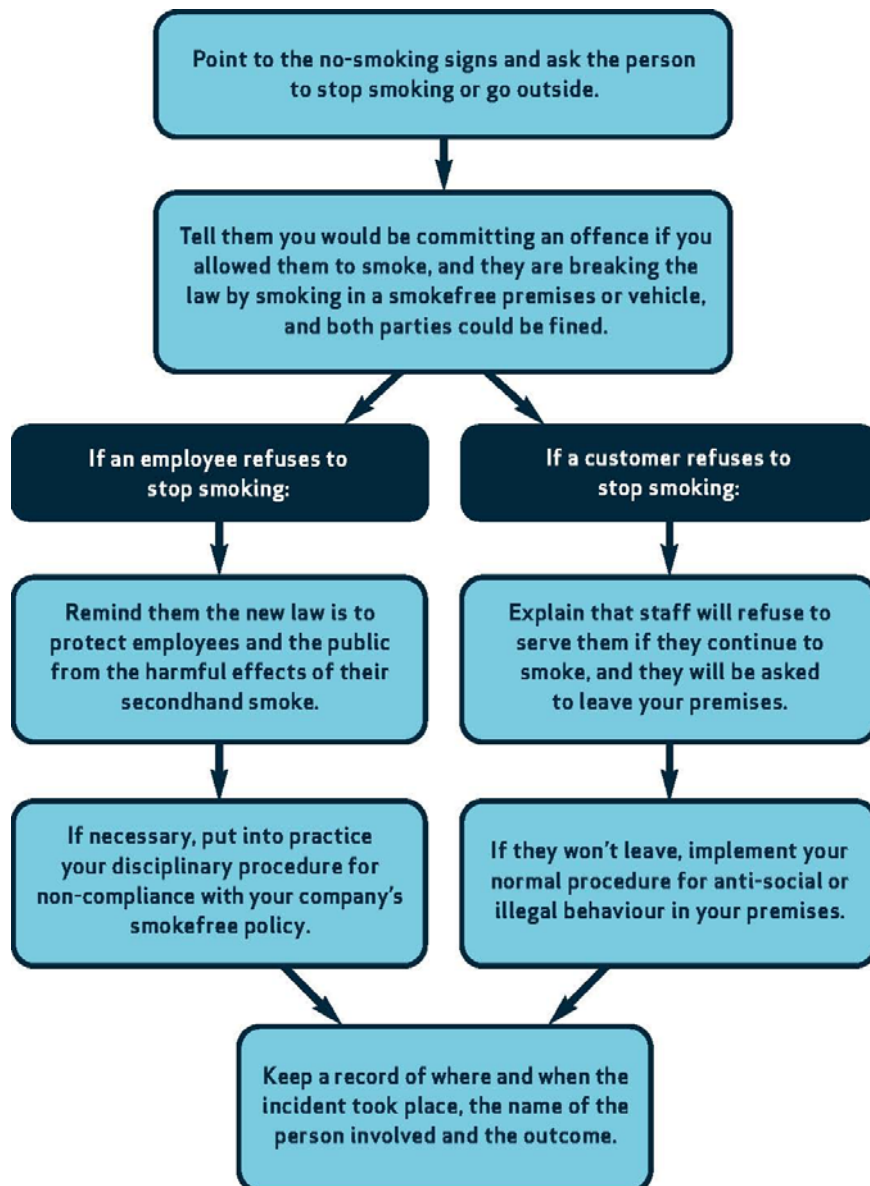 Point to the no-smoking signs and ask the person
to stop smoking or go outside.
Tell them you would be committing an offence if you
allowed them to smoke, and they are breaking the
law by smoking in a smokefree premises or vehicle,
and both parties could be fined.
If an employee refuses to
stop smoking:
If a customer refuses to
stop smoking:
Remind them the new law is to
protect employees and the public
from the harmful effects of their
secondhand smoke.
Explain that staff will refuse to
serve them if they continue to
smoke, and they will be asked
to leave your premises.
If necessary, put into practice
your disciplinary procedure for
non-compliance with your company's
smokefree policy.
If they won't leave, implement your
normal procedure for anti-social or
illegal behaviour in your premises.
Keep a record of where and when the
incident took place, the name of the
person involved and the outcome.